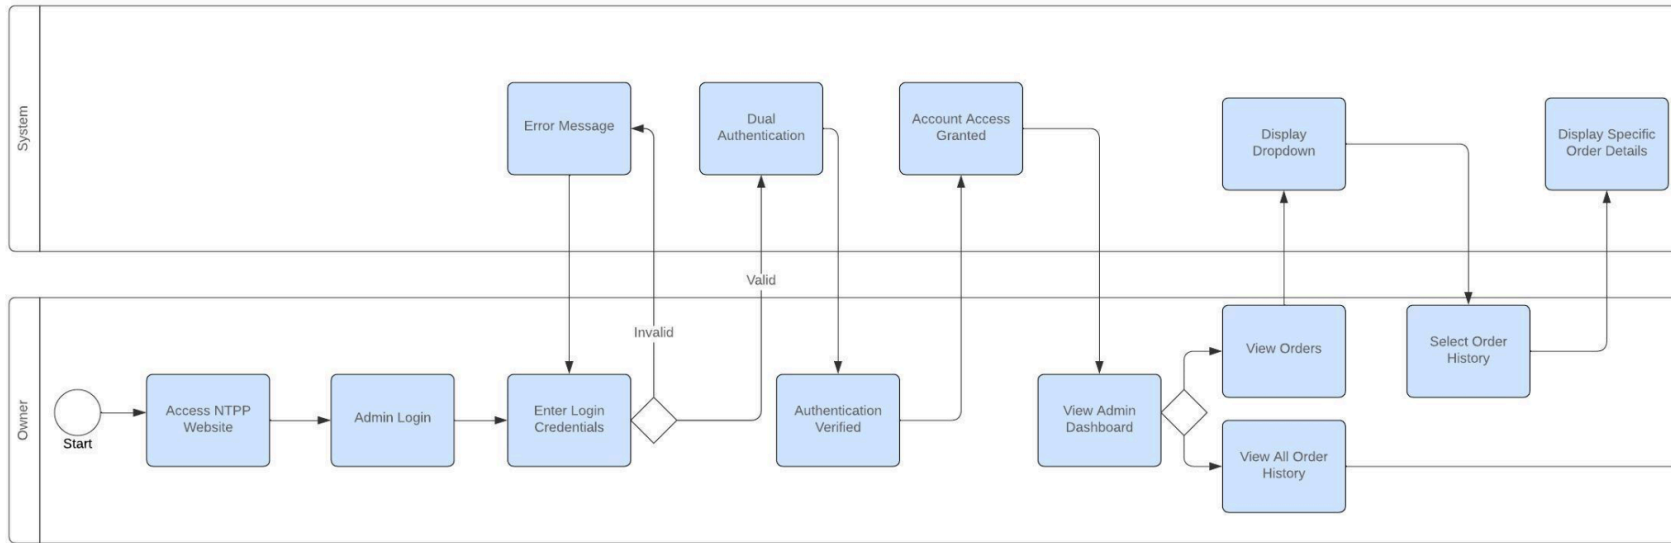 System
Error Message
Dual
Authentication
Account Access
Granted
Display
Dropdown
Display Specific
Order Details
Valid
Invalid
Owner
Start
Access NTPP
Website
Admin Login
Enter Login
Credentials
Authentication
Verified
View Admin
Dashboard
View Orders
Select Order
History
View All Order
History